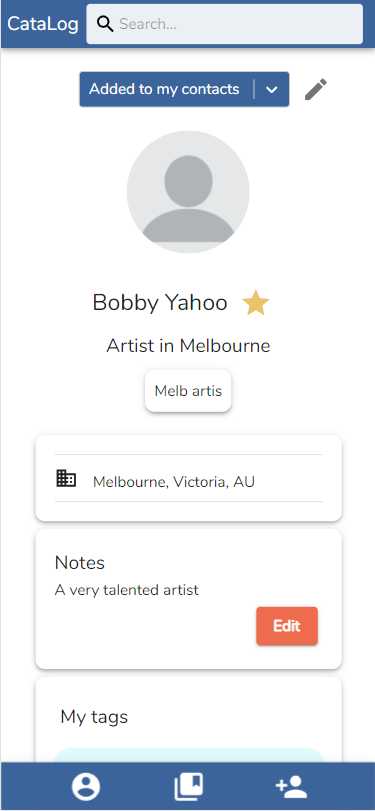 CataLog Search...
Added to my contacts
Bobby Yahoo
Artist in Melbourne
Melb artis
Melbourne, Victoria, AU
Notes
A very talented artist
Edit
My tags